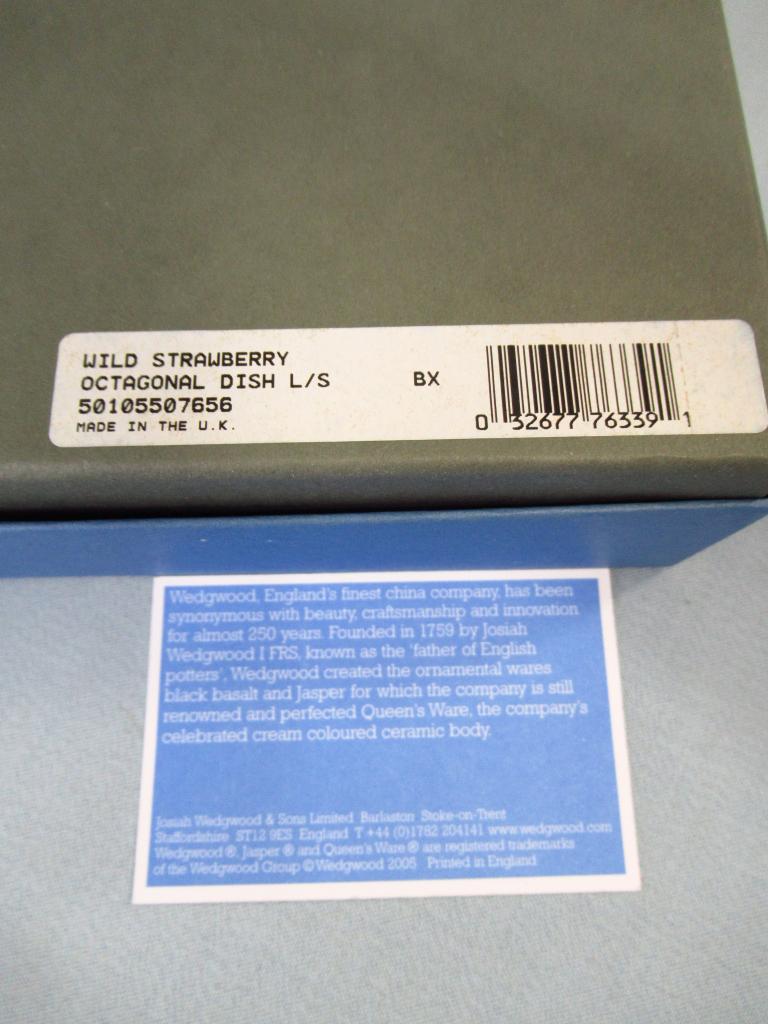 WILD STRAWBERRY
OCTAGONAL DISH L/S BX
50105507656
MADE IN THE U.K.
0 32677 76339 1
Wedgwood, England's finest china company, has been
synonymous with beauty, craftsmanship and innovation
for almost 250 years. Founded in 1759 by Josiah
Wedgwood I FRS, known as the 'father of English
potters', Wedgwood created the ornamental wares
black basalt and Jasper for which the company is still
renowned and perfected Queen's Ware, the company's
celebrated cream coloured ceramic body.
Josiah Wedgwood & Sons Limited Barlaston Stoke-on-Trent
Staffordshire ST12 9ES England T +44 (0)1782 204141 www.wedgwood.com
Wedgwood ®, Jasper ® and Queen's Ware ® are registered trademarks
of the Wedgwood Group © Wedgwood 2005 Printed in England